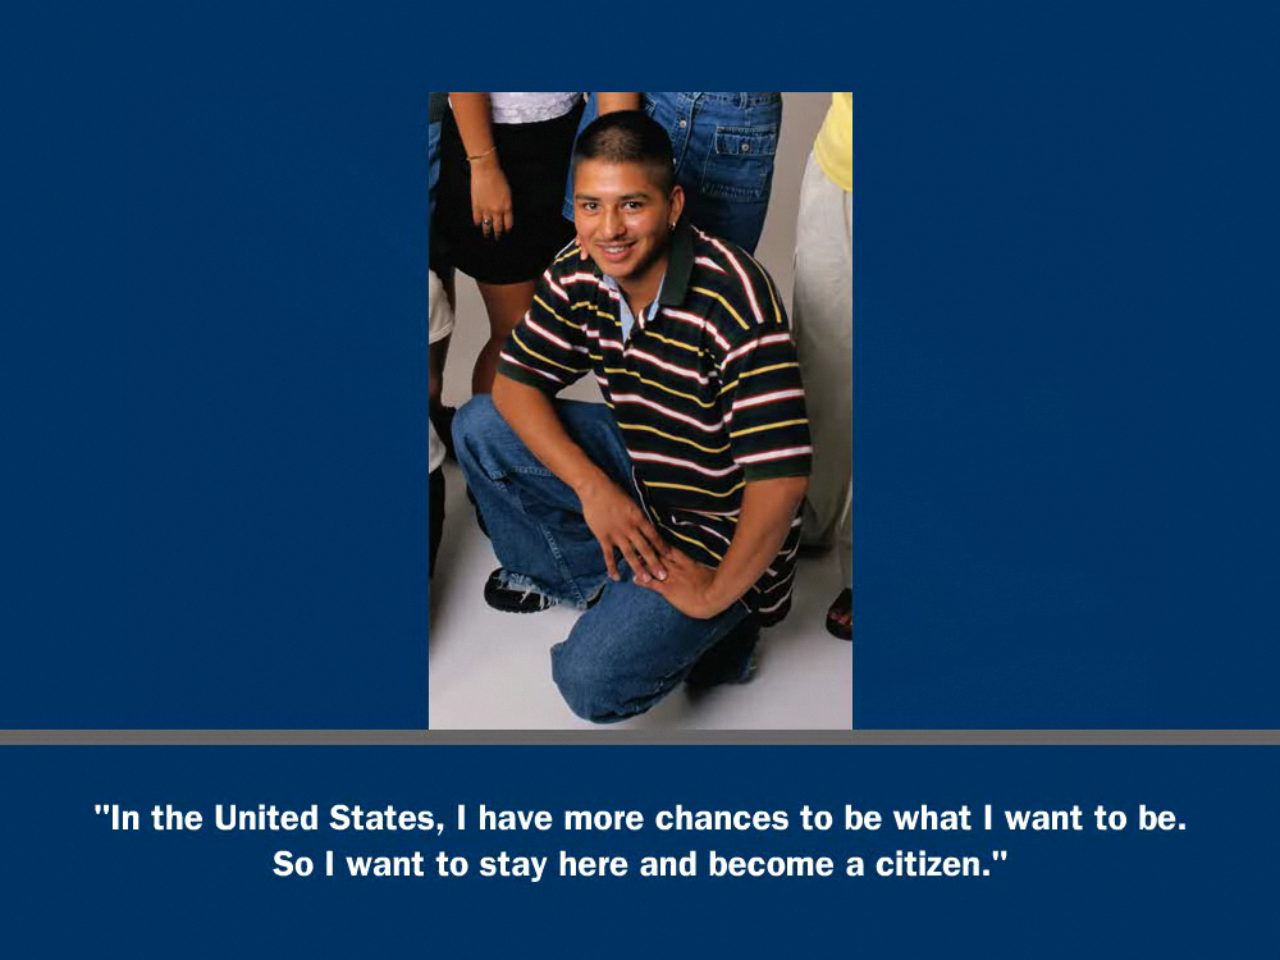 "In the United States, I have more chances to be what I want to be.
So I want to stay here and become a citizen."